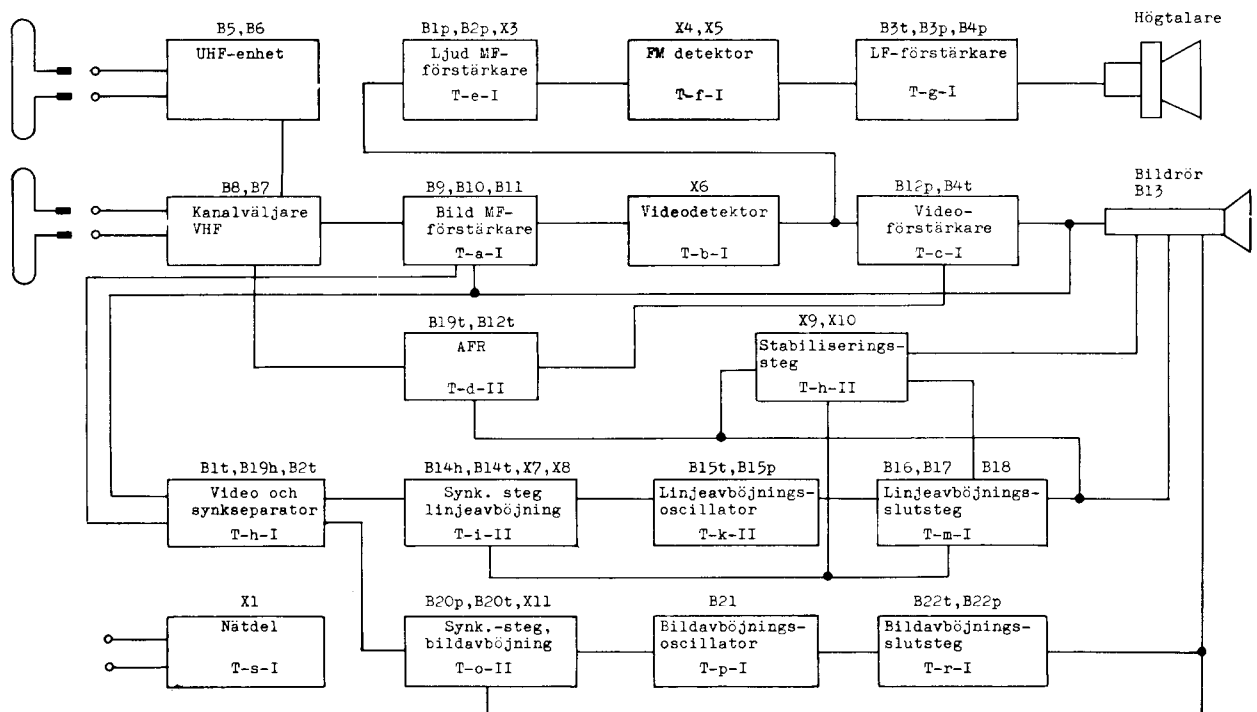 B5, B6
UHF-enhet
B1p, B2p, X3
Ljud MF-
förstärkare
T-e-I
X4, X5
FM detektor
T-f-I
B3t, B3p, B4p
LF-förstärkare
T-g-I
Högtalare
B8, B7
Kanalväljare
VHF
B9, B10, B11
Bild MF-
förstärkare
T-a-I
X6
Videodetektor
T-b-I
B12p, B4t
Video-
förstärkare
T-c-I
Bildrör
B13
B19t, B12t
AFR
T-d-II
X9, X10
Stabiliserings-
steg
T-h-II
B1t, B19h, B2t
Video och
synkseparator
T-h-I
B14h, B14t, X7, X8
Synk. steg
linjeavböjning
T-i-II
B15t, B15p
Linjeavböjnings-
oscillator
T-k-II
B16, B17 B18
Linjeavböjnings-
slutsteg
T-m-I
X1
Nätdel
T-s-I
B20p, B20t, X11
Synk.-steg,
bildavböjning
T-o-II
B21
Bildavböjnings-
oscillator
T-p-I
B22t, B22p
Bildavböjnings-
slutsteg
T-r-I